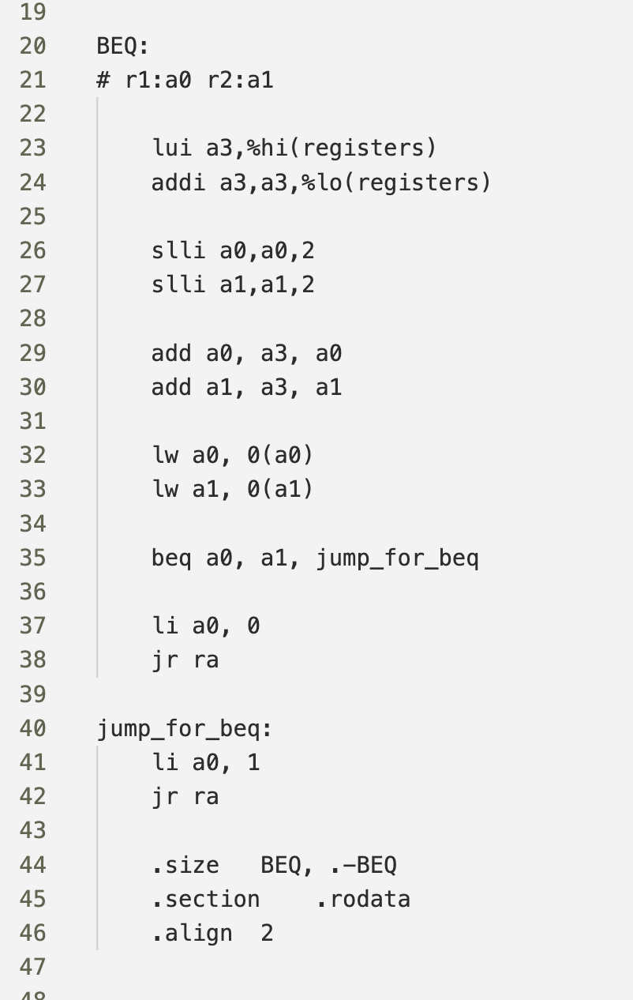 19
20 BEQ:
21 # r1:a0 r2:a1
22
23 lui a3,%hi(registers)
24 addi a3,a3,%lo(registers)
25
26 slli a0,a0,2
27 slli a1,a1,2
28
29 add a0, a3, a0
30 add a1, a3, a1
31
32 lw a0, 0(a0)
33 lw a1, 0(a1)
34
35 beq a0, a1, jump_for_beq
36
37 li a0, 0
38 jr ra
39
40 jump_for_beq:
41 li a0, 1
42 jr ra
43
44 .size BEQ, .-BEQ
45 .section .rodata
46 .align 2
47
48